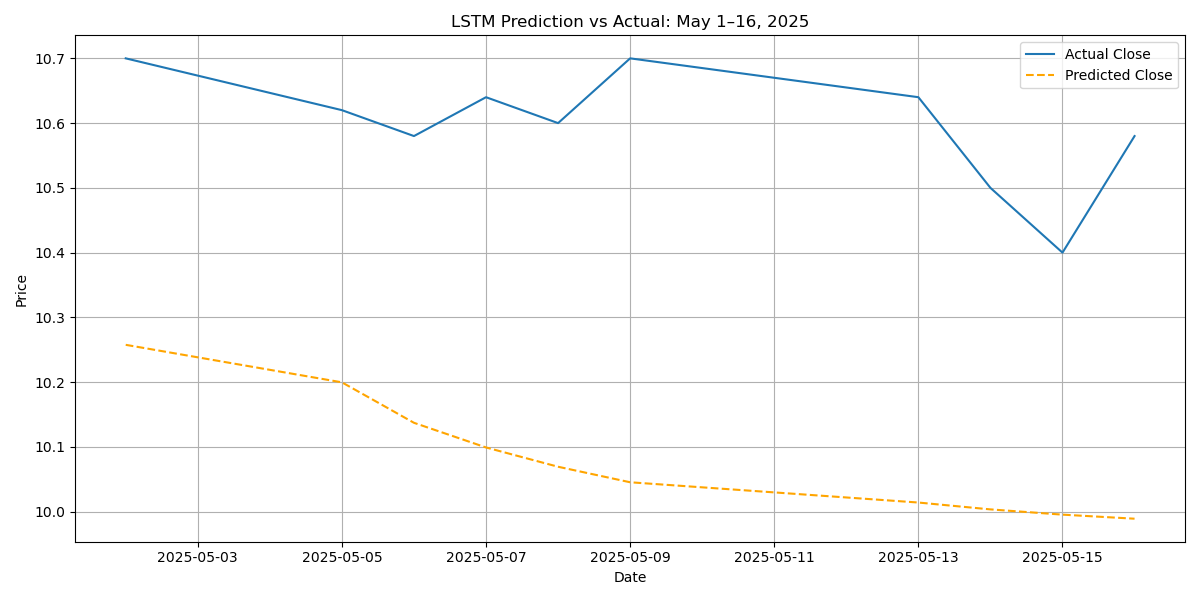 LSTM Prediction vs Actual: May 1–16, 2025
Actual Close
Predicted Close
Price
10.7
10.6
10.5
10.4
10.3
10.2
10.1
10.0
2025-05-03 2025-05-05 2025-05-07 2025-05-09 2025-05-11 2025-05-13 2025-05-15
Date